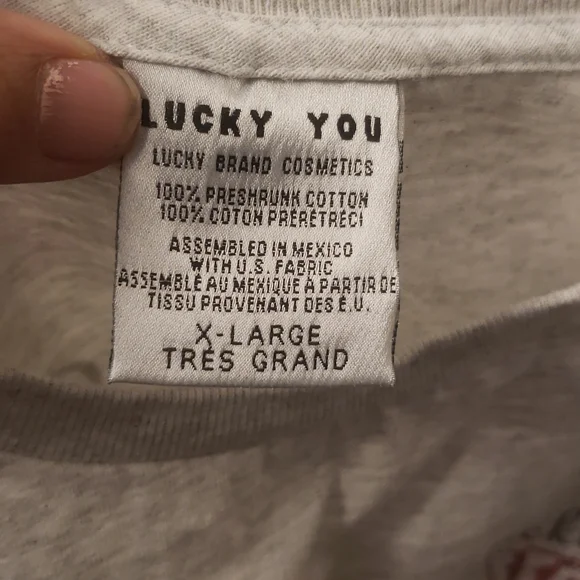 LUCKY YOU
LUCKY BRAND COSMETICS
100% PRESHRUNK COTTON
100% COTON PRÉRÉTRÉCI
ASSEMBLED IN MEXICO
WITH U.S. FABRIC
ASSEMBLÉ AU MEXIQUE À PARTIR DE
TISSU PROVENANT DES É.U.
X-LARGE
TRÈS GRAND